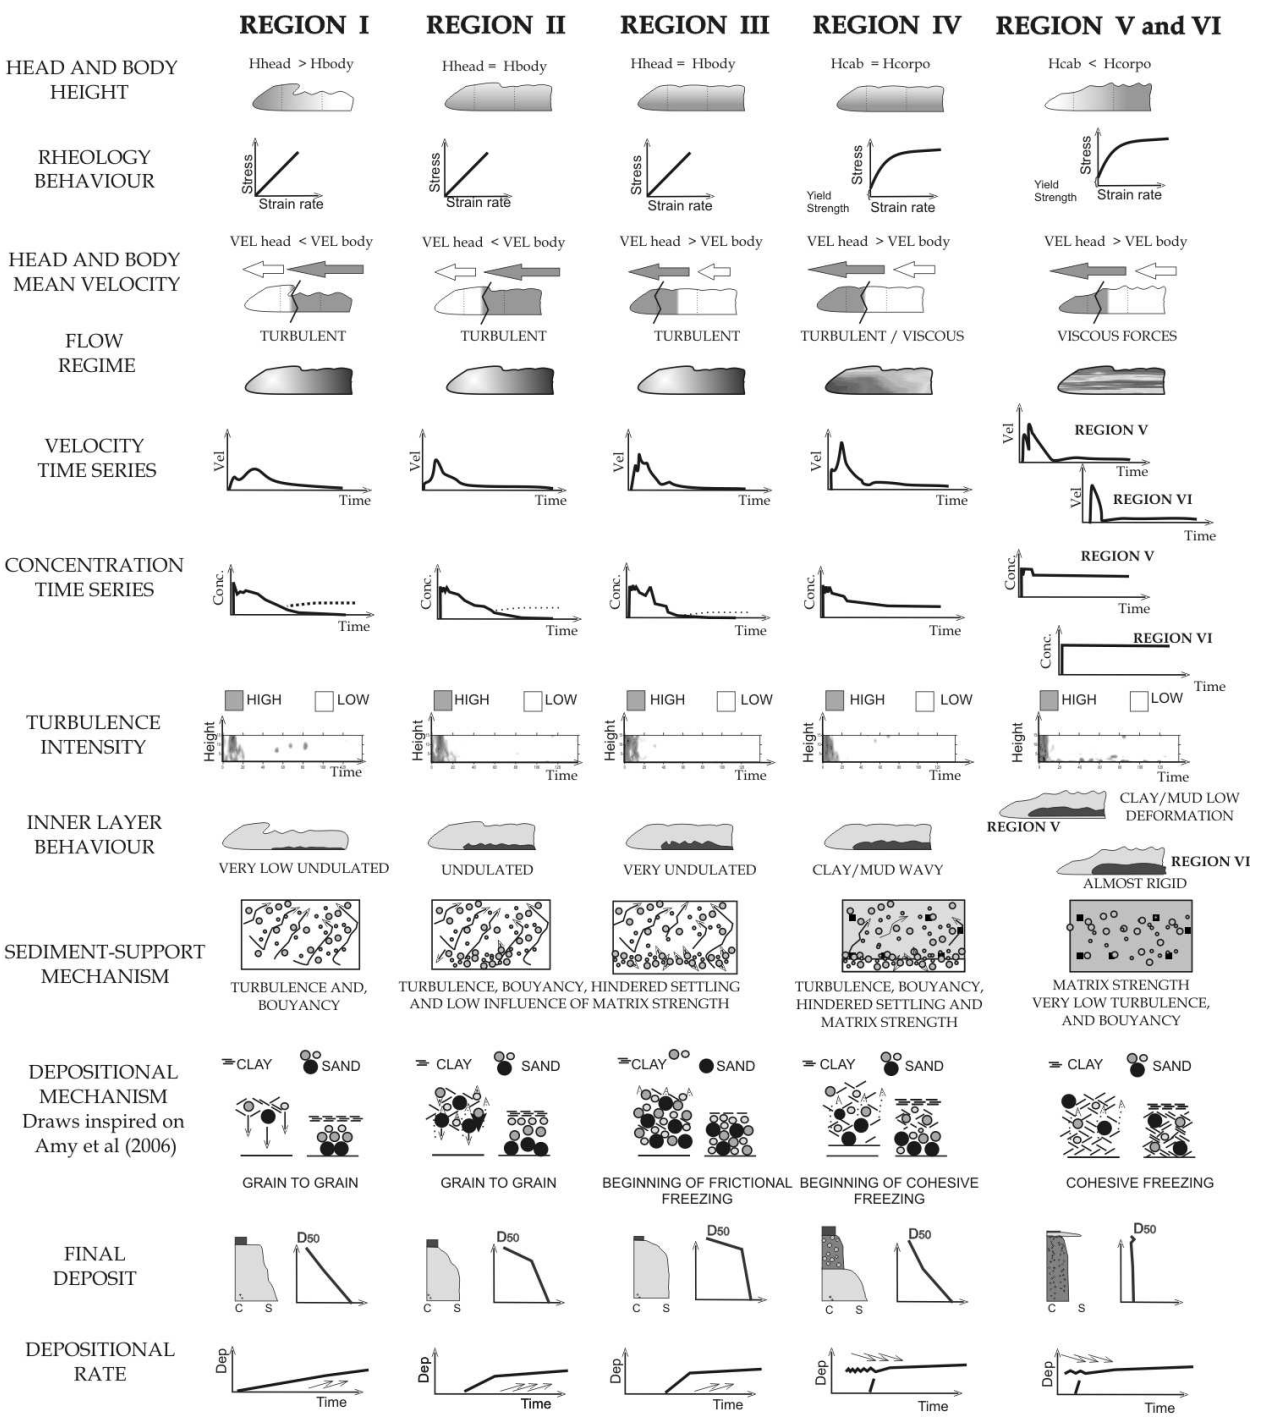 REGION I
REGION II
REGION III
REGION IV
REGION V and VI
HEAD AND BODY
HEIGHT
Hhead > Hbody
Hhead = Hbody
Hhead = Hbody
Hcab = Hcorpo
Hcab < Hcorpo
RHEOLOGY
BEHAVIOUR
Stress
Strain rate
Stress
Strain rate
Stress
Strain rate
Stress
Yield
Strength
Strain rate
Stress
Yield
Strength
Strain rate
HEAD AND BODY
MEAN VELOCITY
VEL head < VEL body
VEL head < VEL body
VEL head > VEL body
VEL head > VEL body
VEL head > VEL body
FLOW
REGIME
TURBULENT
TURBULENT
TURBULENT
TURBULENT / VISCOUS
VISCOUS FORCES
VELOCITY
TIME SERIES
Vel
Time
Vel
Time
Vel
Time
Vel
Time
Vel
REGION V
Time
Vel
REGION VI
Time
CONCENTRATION
TIME SERIES
Conc.
Time
Conc.
Time
Conc.
Time
Conc.
Time
Conc.
REGION V
Time
Conc.
REGION VI
Time
TURBULENCE
INTENSITY
HIGH
LOW
Height
Time
HIGH
LOW
Height
Time
HIGH
LOW
Height
Time
HIGH
LOW
Height
Time
HIGH
LOW
Height
Time
INNER LAYER
BEHAVIOUR
VERY LOW UNDULATED
UNDULATED
VERY UNDULATED
CLAY/MUD WAVY
CLAY/MUD LOW
DEFORMATION
REGION V
REGION VI
ALMOST RIGID
SEDIMENT-SUPPORT
MECHANISM
TURBULENCE AND,
BOUYANCY
TURBULENCE, BOUYANCY, HINDERED SETTLING
AND LOW INFLUENCE OF MATRIX STRENGTH
TURBULENCE, BOUYANCY,
HINDERED SETTLING AND
MATRIX STRENGTH
MATRIX STRENGTH
VERY LOW TURBULENCE,
AND BOUYANCY
DEPOSITIONAL
MECHANISM
Draws inspired on
Amy et al (2006)
CLAY
SAND
GRAIN TO GRAIN
CLAY
SAND
GRAIN TO GRAIN
CLAY
SAND
BEGINNING OF FRICTIONAL
FREEZING
CLAY
SAND
BEGINNING OF COHESIVE
FREEZING
CLAY
SAND
COHESIVE FREEZING
FINAL
DEPOSIT
D50
C S
D50
C S
D50
C S
D50
C S
D50
C S
DEPOSITIONAL
RATE
Dep
Time
Dep
Time
Dep
Time
Dep
Time
Dep
Time